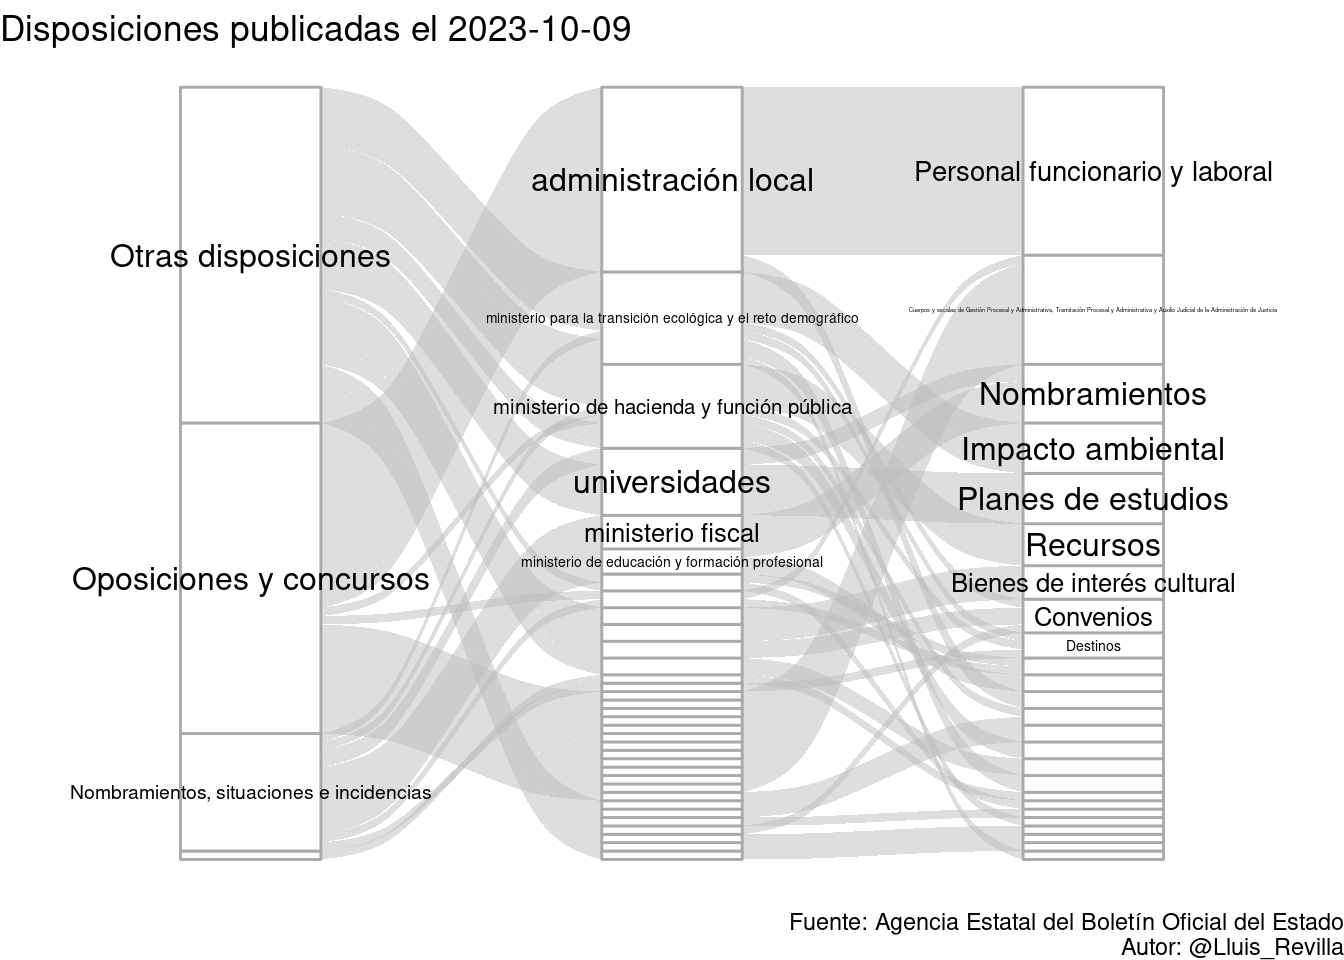 Disposiciones publicadas el 2023-10-09
Otras disposiciones
Oposiciones y concursos
Nombramientos, situaciones e incidencias
administración local
ministerio para la transición ecológica y el reto demográfico
ministerio de hacienda y función pública
universidades
ministerio fiscal
ministerio de educación y formación profesional
Personal funcionario y laboral
Cuerpos y escalas de Gestión Procesal y Administrativa, Tramitación Procesal y Administrativa y Auxilio Judicial de la Administración de Justicia
Nombramientos
Impacto ambiental
Planes de estudios
Recursos
Bienes de interés cultural
Convenios
Destinos
Fuente: Agencia Estatal del Boletín Oficial del Estado
Autor: @Lluis_Revilla